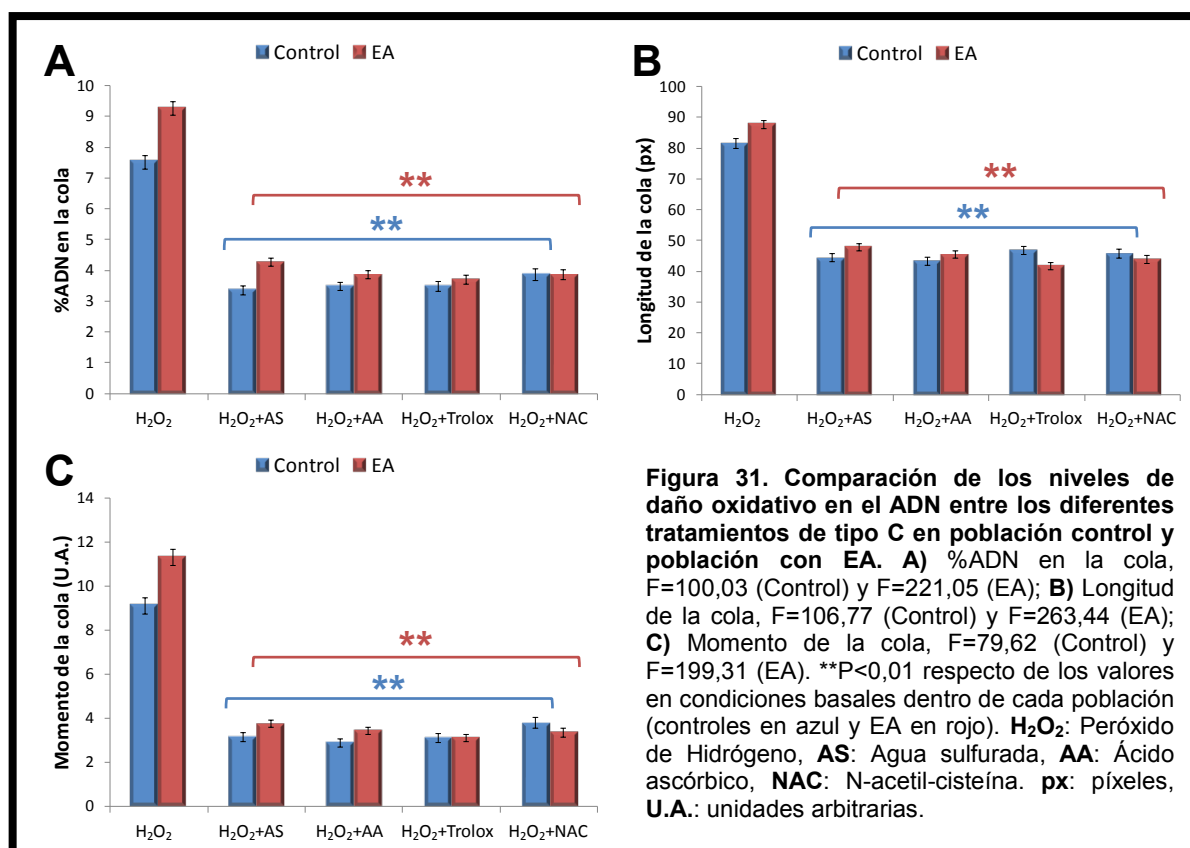 A
Control EA
%ADN en la cola
10
9
8
7
6
5
4
3
2
1
0
**
**
H₂O₂ H₂O₂+AS H₂O₂+AA H₂O₂+Trolox H₂O₂+NAC
B
Control EA
Longitud de la cola (px)
100
90
80
70
60
50
40
30
20
10
0
**
**
H₂O₂ H₂O₂+AS H₂O₂+AA H₂O₂+Trolox H₂O₂+NAC
C
Control EA
Momento de la cola (U.A.)
14
12
10
8
6
4
2
0
**
**
H₂O₂ H₂O₂+AS H₂O₂+AA H₂O₂+Trolox H₂O₂+NAC
Figura 31. Comparación de los niveles de
daño oxidativo en el ADN entre los diferentes
tratamientos de tipo C en población control y
población con EA. A) %ADN en la cola,
F=100,03 (Control) y F=221,05 (EA); B) Longitud
de la cola, F=106,77 (Control) y F=263,44 (EA);
C) Momento de la cola, F=79,62 (Control) y
F=199,31 (EA). **P<0,01 respecto de los valores
en condiciones basales dentro de cada población
(controles en azul y EA en rojo). H₂O₂: Peróxido
de Hidrógeno, AS: Agua sulfurada, AA: Ácido
ascórbico, NAC: N-acetil-cisteína. px: píxeles,
U.A.: unidades arbitrarias.